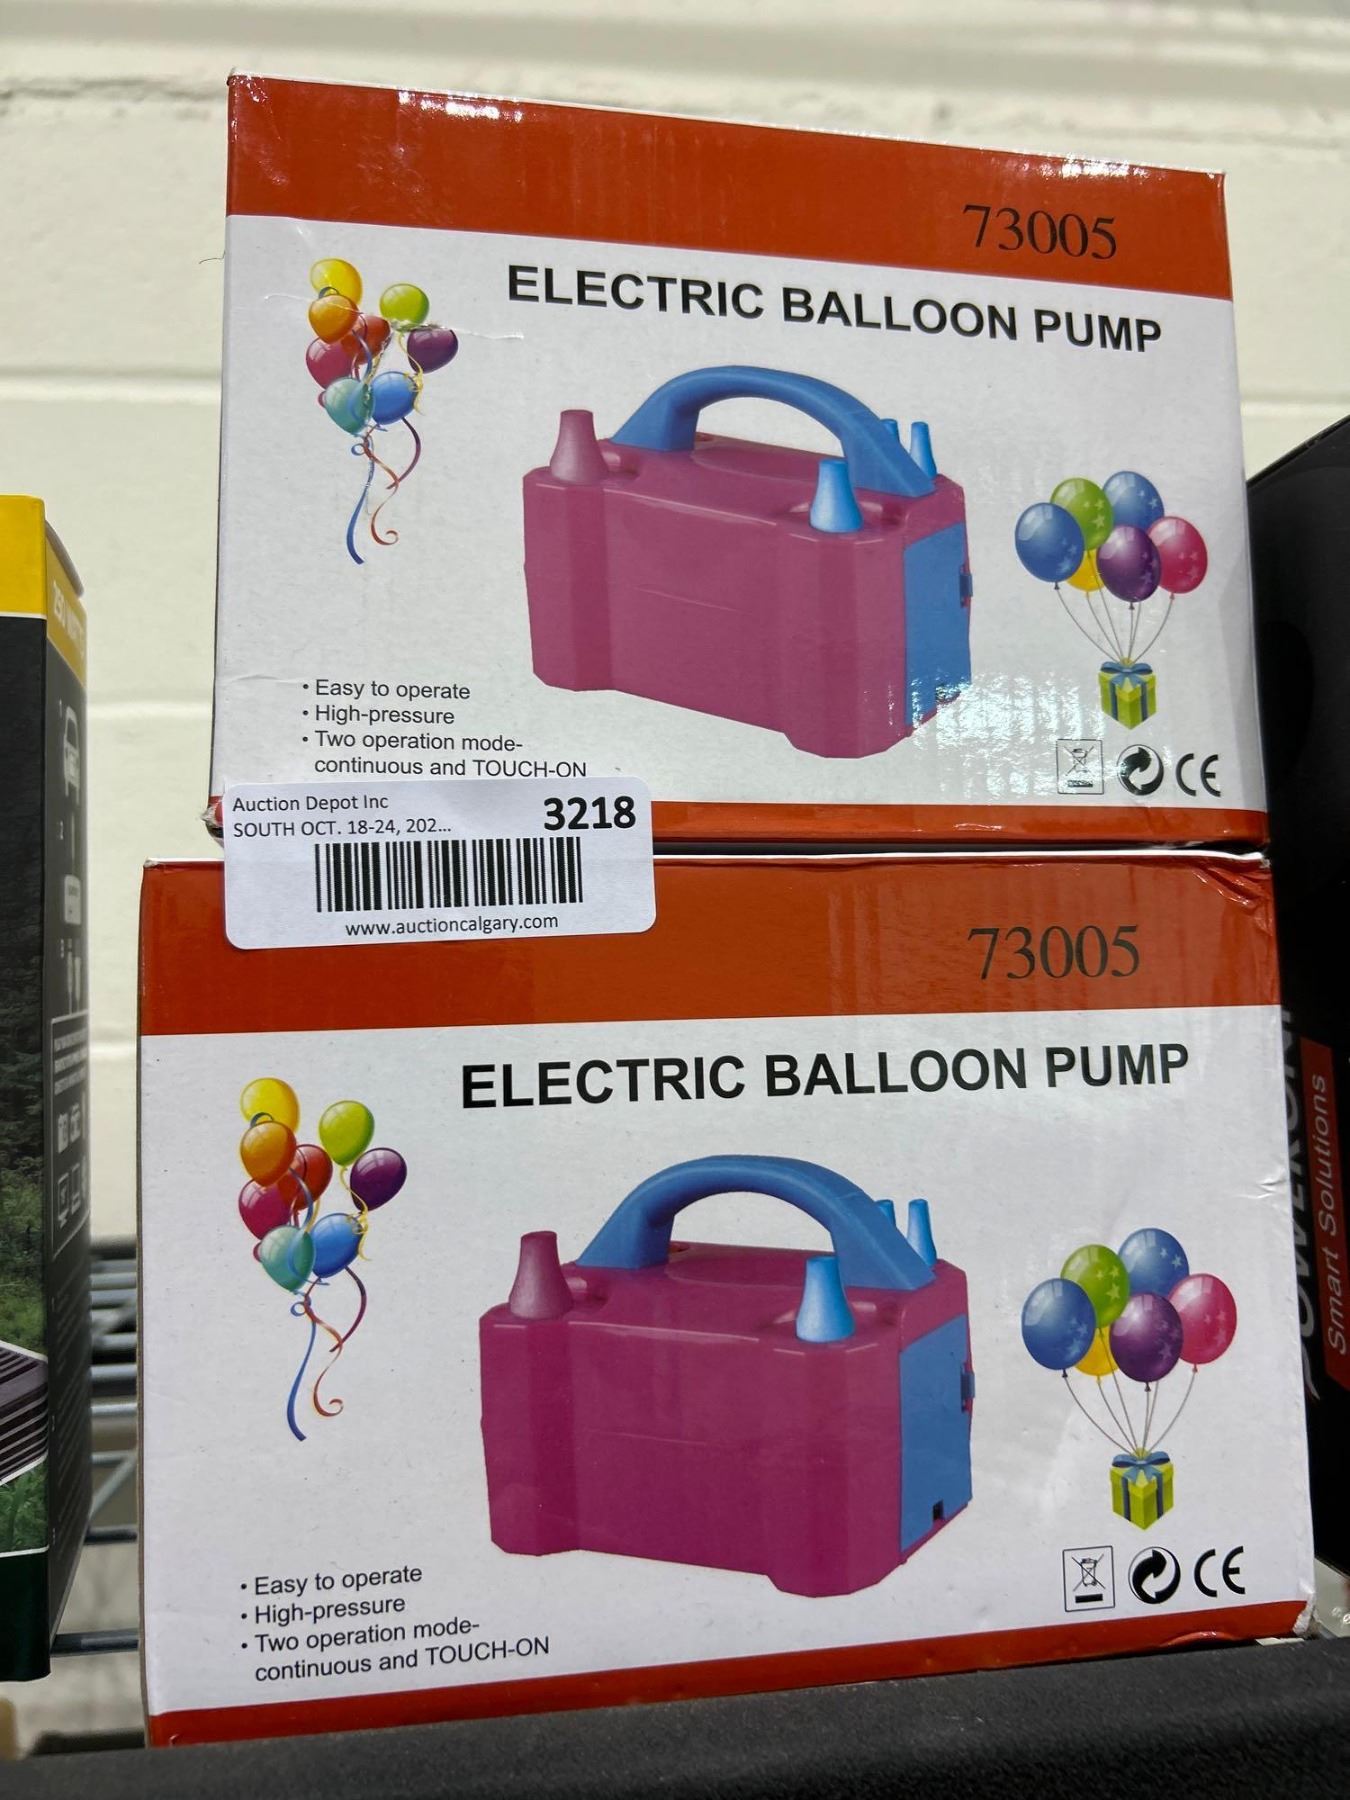 73005
ELECTRIC BALLOON PUMP
• Easy to operate
• High-pressure
• Two operation mode-
continuous and TOUCH-ON
CE
Auction Depot Inc
3218
SOUTH OCT. 18-24, 202...
www.auctioncalgary.com
73005
ELECTRIC BALLOON PUMP
• Easy to operate
• High-pressure
• Two operation mode-
continuous and TOUCH-ON
CE
Smart Solutions